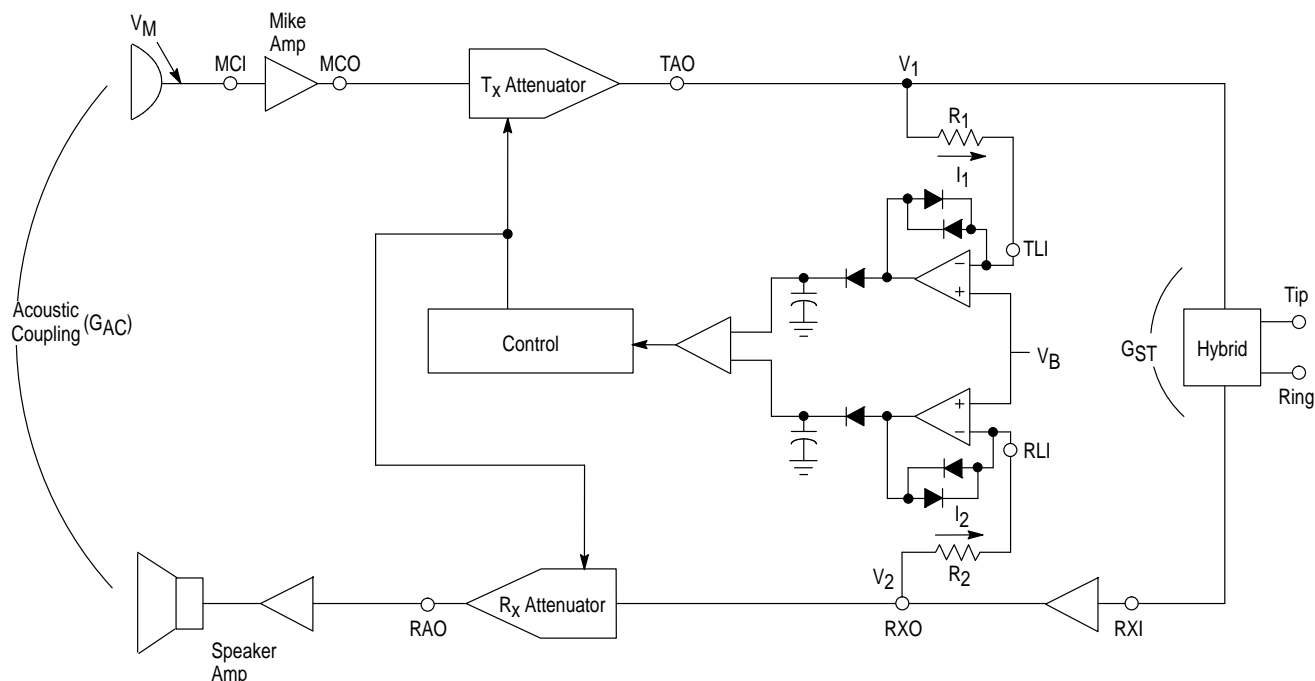 V_M
Mike
Amp
MCI
MCO
T_x Attenuator
TAO
V_1
R_1
I_1
TLI
−
+
Acoustic
Coupling
(G_AC)
Control
V_B
G_ST
Hybrid
Tip
Ring
+
−
RLI
I_2
R_2
V_2
R_x Attenuator
RAO
RXO
RXI
Speaker
Amp